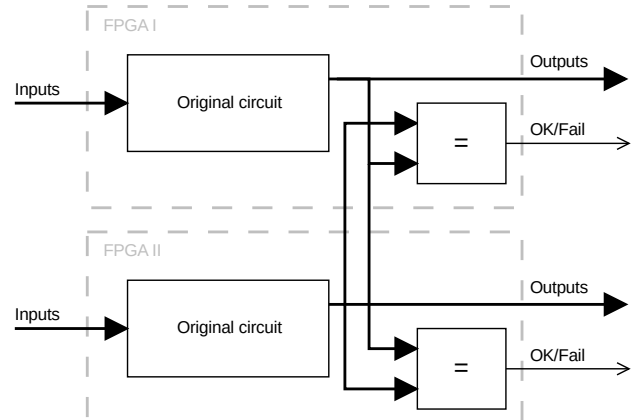 FPGA I
Outputs
Inputs
Original circuit
OK/Fail
=
FPGA II
Outputs
Inputs
Original circuit
OK/Fail
=